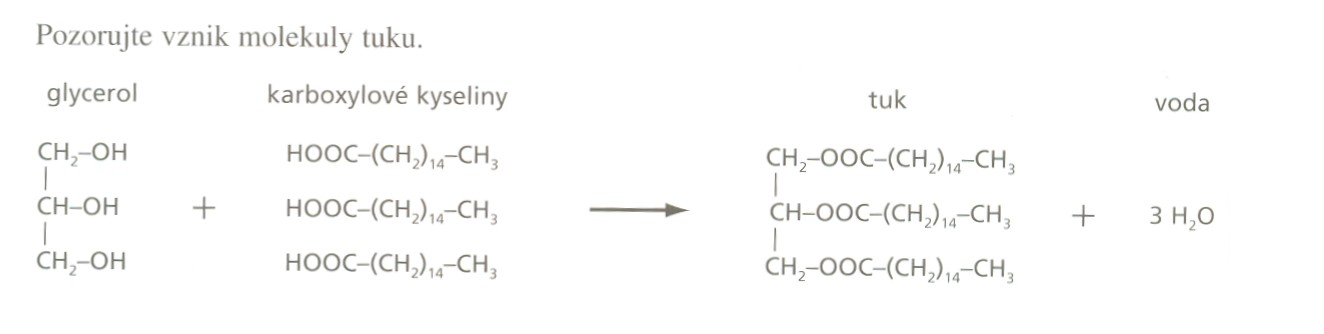 Pozorujte vznik molekuly tuku.
glycerol karboxylové kyseliny tuk voda
CH₂–OH HOOC–(CH₂)₁₄–CH₃ CH₂–OOC–(CH₂)₁₄–CH₃
CH–OH + HOOC–(CH₂)₁₄–CH₃ → CH–OOC–(CH₂)₁₄–CH₃ + 3 H₂O
CH₂–OH HOOC–(CH₂)₁₄–CH₃ CH₂–OOC–(CH₂)₁₄–CH₃